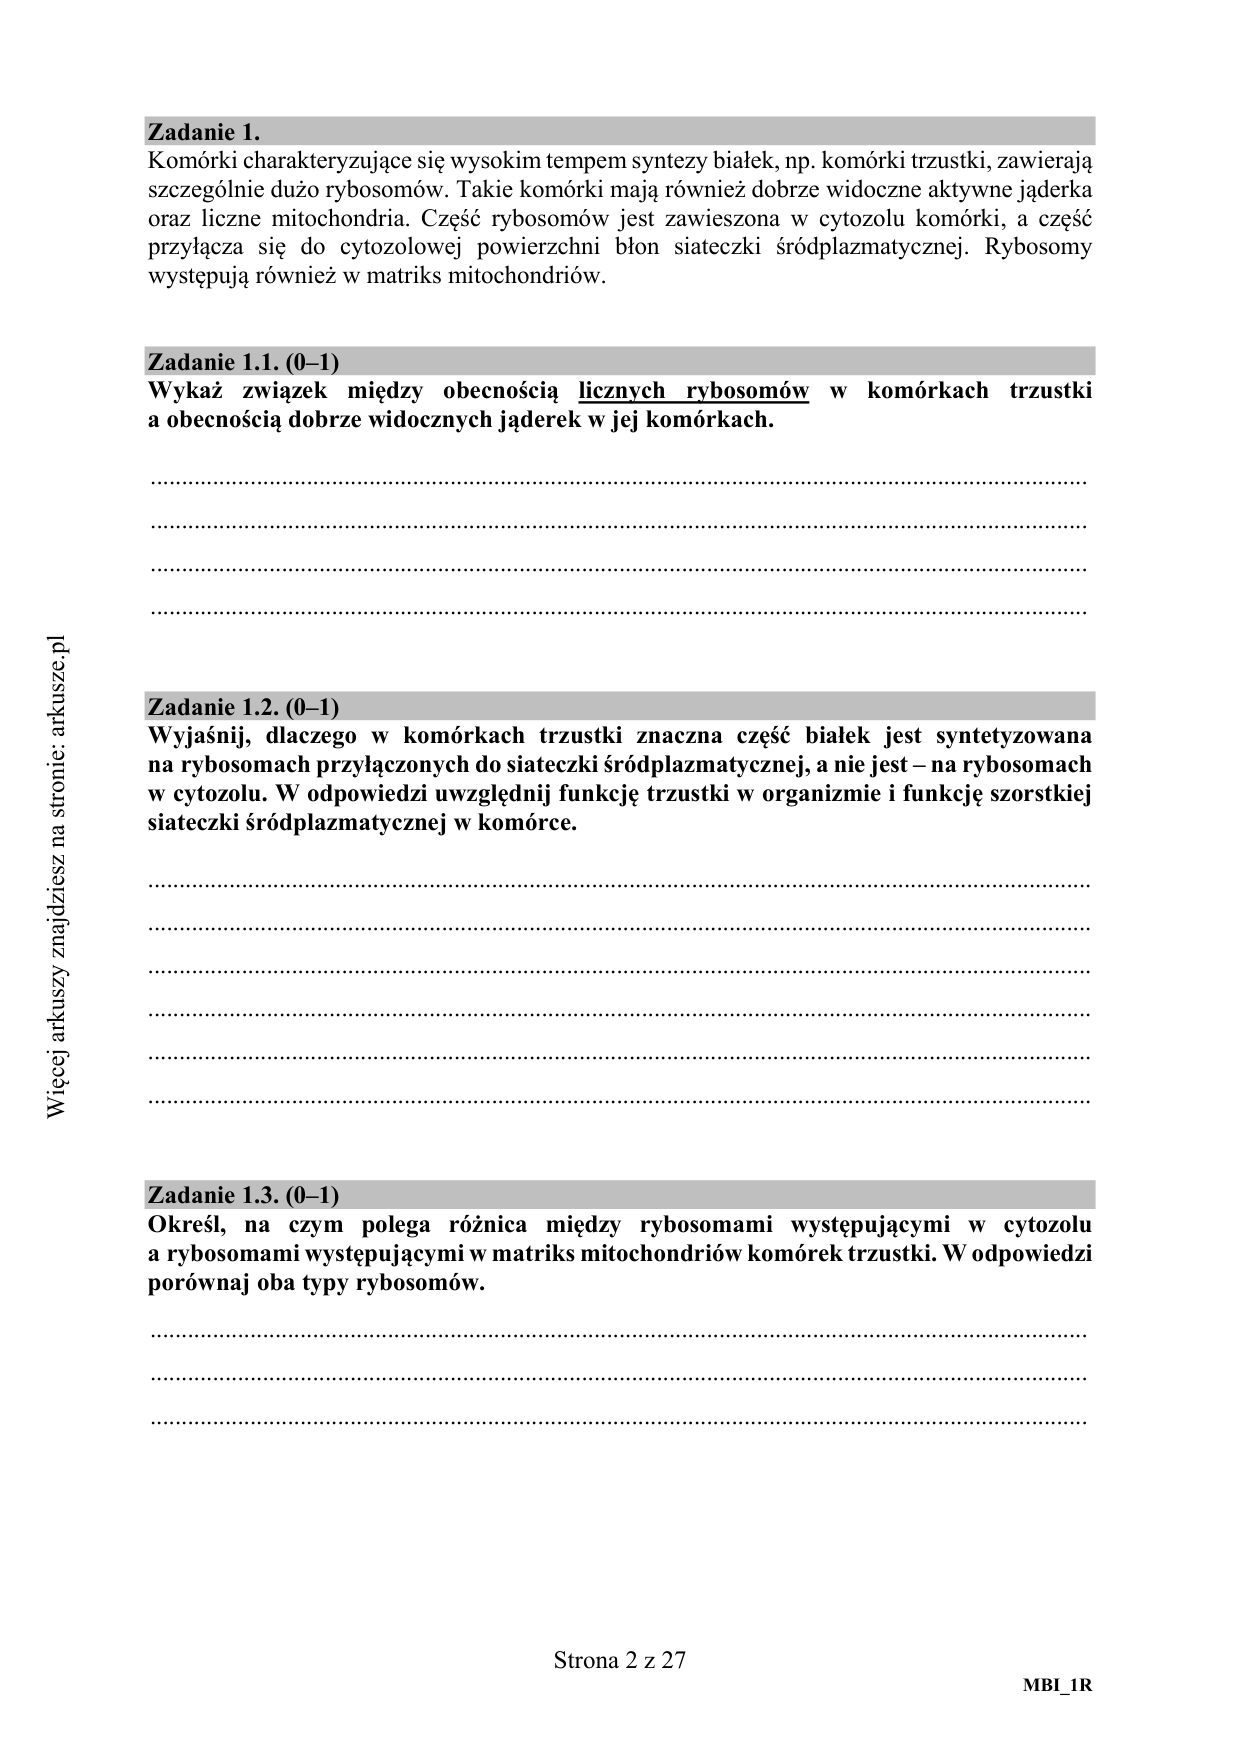 Zadanie 1.
Komórki charakteryzujące się wysokim tempem syntezy białek, np. komórki trzustki, zawierają
szczególnie dużo rybosomów. Takie komórki mają również dobrze widoczne aktywne jąderka
oraz liczne mitochondria. Część rybosomów jest zawieszona w cytozolu komórki, a część
przyłącza się do cytozolowej powierzchni błon siateczki śródplazmatycznej. Rybosomy
występują również w matriks mitochondriów.
Zadanie 1.1. (0–1)
Wykaż związek między obecnością licznych rybosomów w komórkach trzustki
a obecnością dobrze widocznych jąderek w jej komórkach.
Zadanie 1.2. (0–1)
Wyjaśnij, dlaczego w komórkach trzustki znaczna część białek jest syntetyzowana
na rybosomach przyłączonych do siateczki śródplazmatycznej, a nie jest – na rybosomach
w cytozolu. W odpowiedzi uwzględnij funkcję trzustki w organizmie i funkcję szorstkiej
siateczki śródplazmatycznej w komórce.
Zadanie 1.3. (0–1)
Określ, na czym polega różnica między rybosomami występującymi w cytozolu
a rybosomami występującymi w matriks mitochondriów komórek trzustki. W odpowiedzi
porównaj oba typy rybosomów.
Więcej arkuszy znajdziesz na stronie: arkusze.pl
Strona 2 z 27
MBI_1R